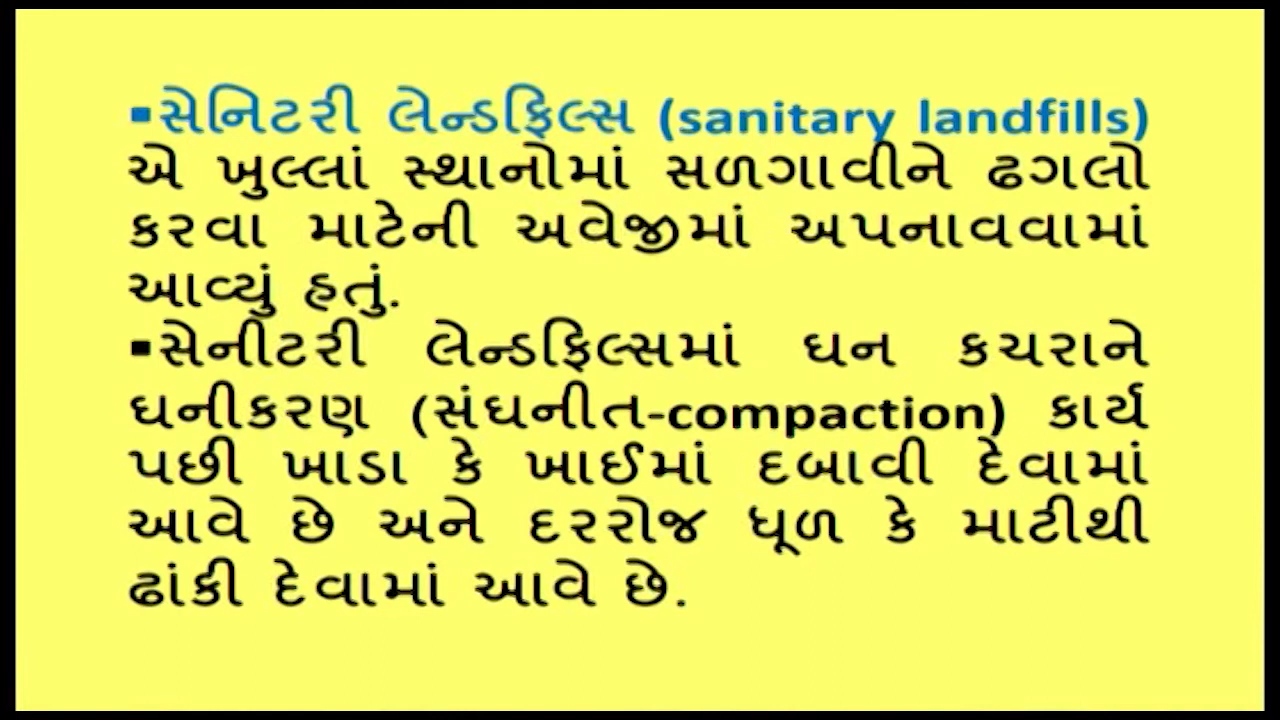 ▪સેનિટરી લેન્ડફિલ્સ (sanitary landfills)
એ ખુલ્લાં સ્થાનોમાં સળગાવીને ઢગલો
કરવા માટેની અવેજીમાં અપનાવવામાં
આવ્યું હતું.
▪સેનીટરી લેન્ડફિલ્સમાં ઘન કચરાને
ઘનીકરણ (સંઘનીત-compaction) કાર્ય
પછી ખાડા કે ખાઈમાં દબાવી દેવામાં
આવે છે અને દરરોજ ધૂળ કે માટીથી
ઢાંકી દેવામાં આવે છે.